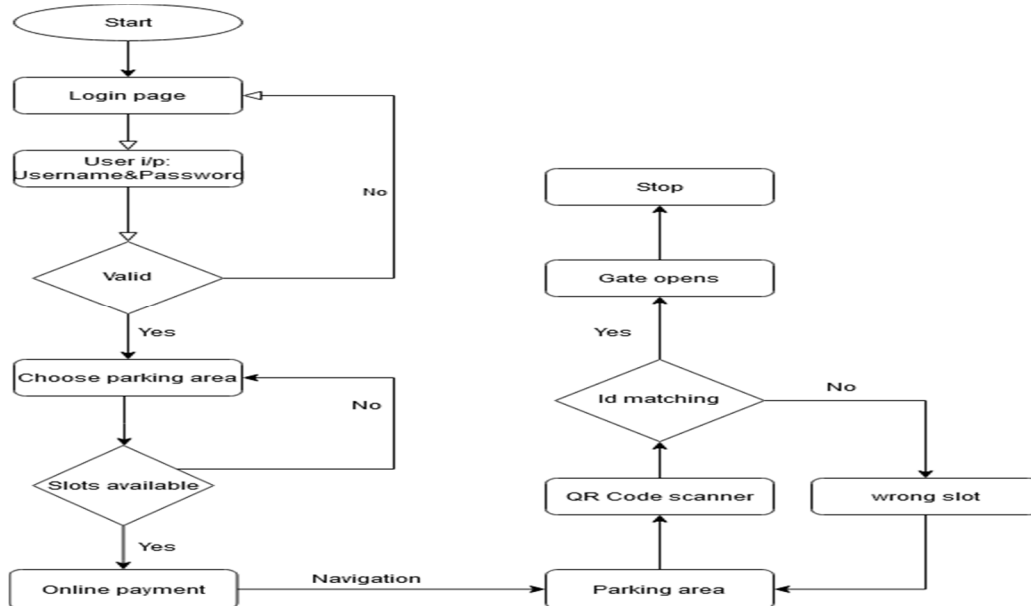 Start
Login page
User i/p:
Username&Password
No
Valid
Yes
Choose parking area
No
Slots available
Yes
Online payment
Navigation
Parking area
QR Code scanner
wrong slot
Id matching
No
Yes
Gate opens
Stop